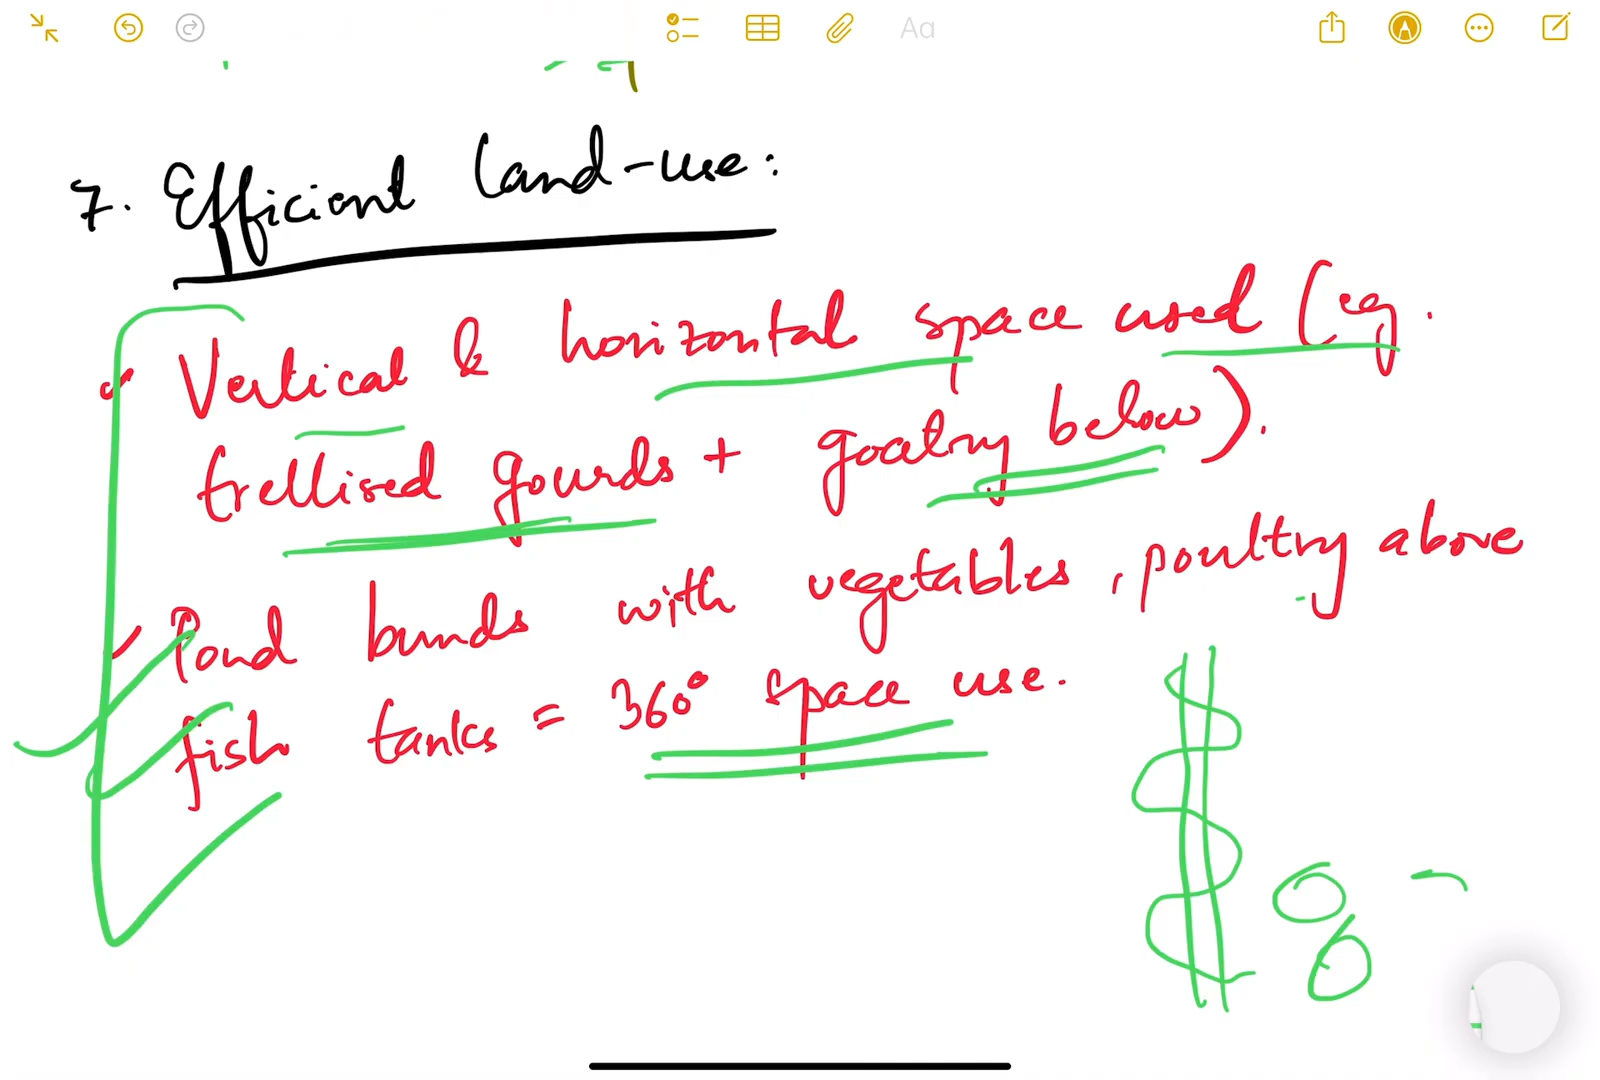 Aa
7. Efficient Land-use:
Vertical & horizontal space used (eg.
trellised gourds + goatry below).
Pond bunds with vegetables, poultry above
fish tanks = 360° space use.